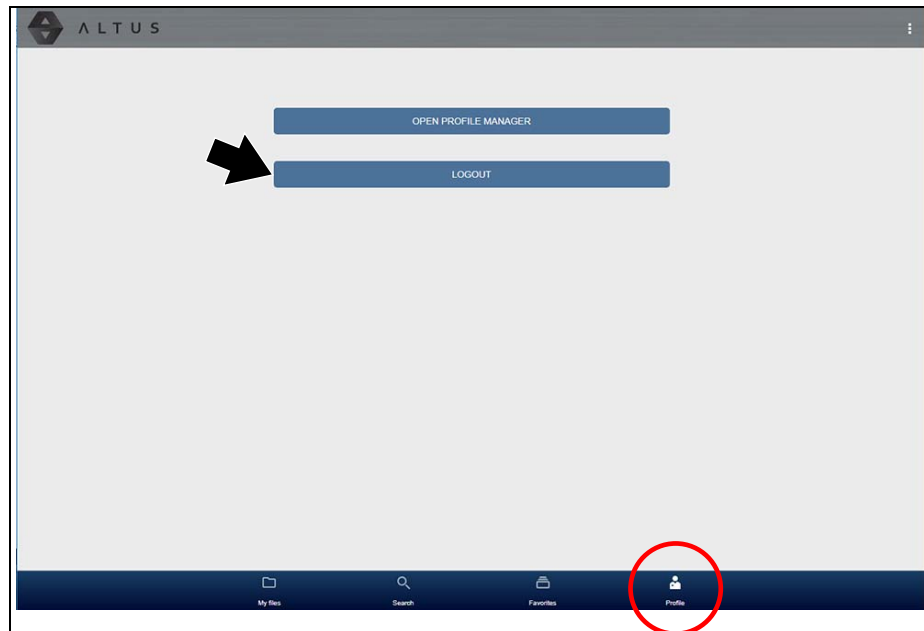 ALTUS
OPEN PROFILE MANAGER
LOGOUT
My files
Search
Favorites
Profile